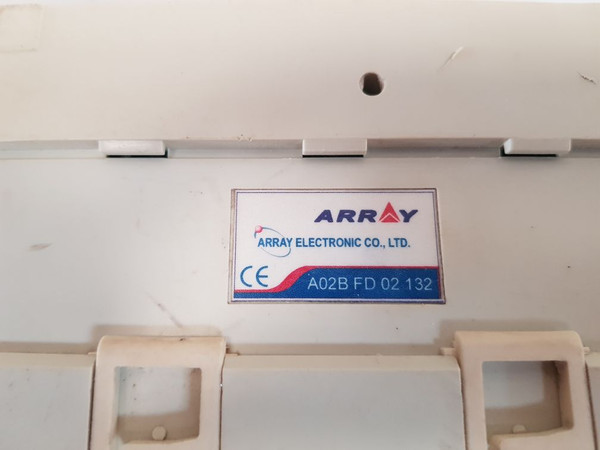 ARRAY
ARRAY ELECTRONIC CO., LTD.
CE
A02B FD 02 132